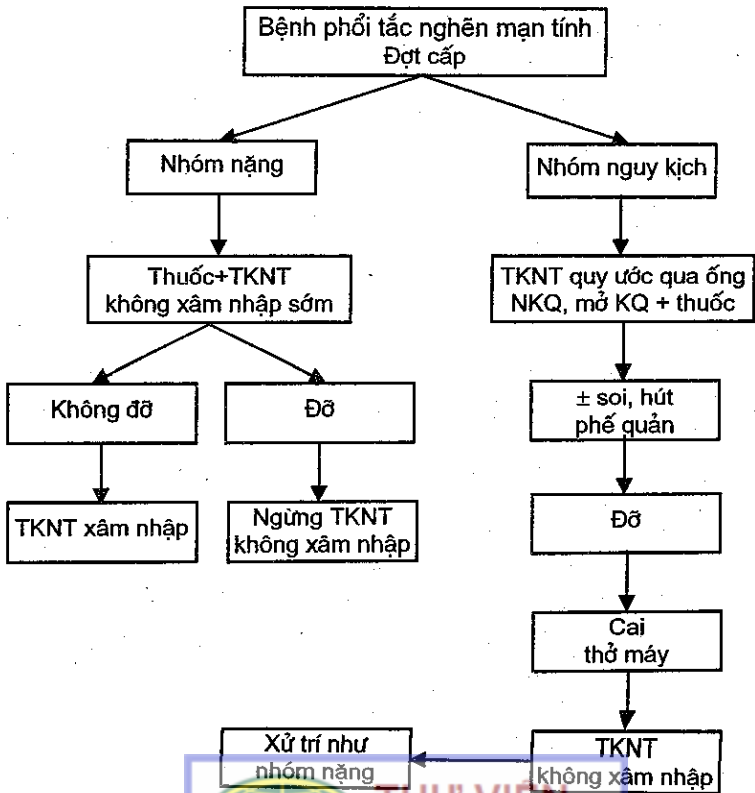 Bệnh phổi tắc nghẽn mạn tính
Đợt cấp
Nhóm nặng
Nhóm nguy kịch
Thuốc+TKNT
không xâm nhập sớm
TKNT quy ước qua ống
NKQ, mở KQ + thuốc
Không đỡ
Đỡ
± soi, hút
phế quản
TKNT xâm nhập
Ngừng TKNT
không xâm nhập
Đỡ
Cai
thở máy
Xử trí như
nhóm nặng
TKNT
không xâm nhập
THƯ VIỆN